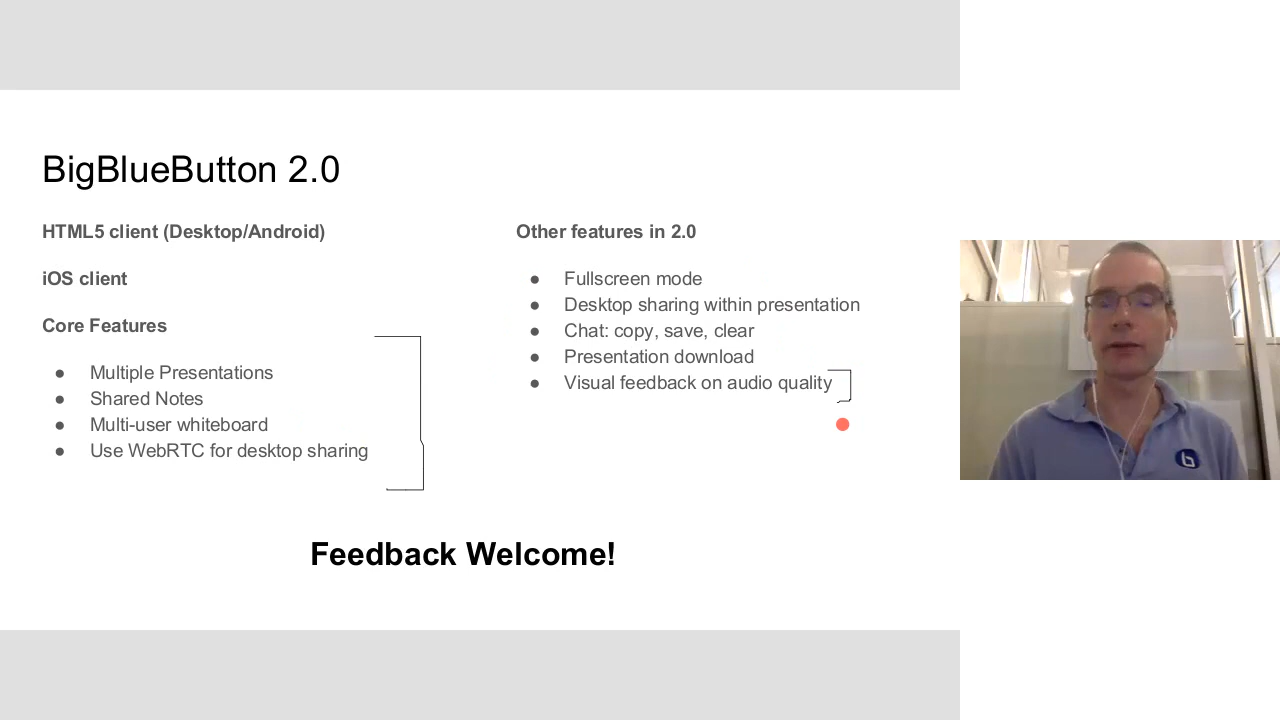 BigBlueButton 2.0
HTML5 client (Desktop/Android)
iOS client
Core Features
● Multiple Presentations
● Shared Notes
● Multi-user whiteboard
● Use WebRTC for desktop sharing
Other features in 2.0
● Fullscreen mode
● Desktop sharing within presentation
● Chat: copy, save, clear
● Presentation download
● Visual feedback on audio quality
Feedback Welcome!
b